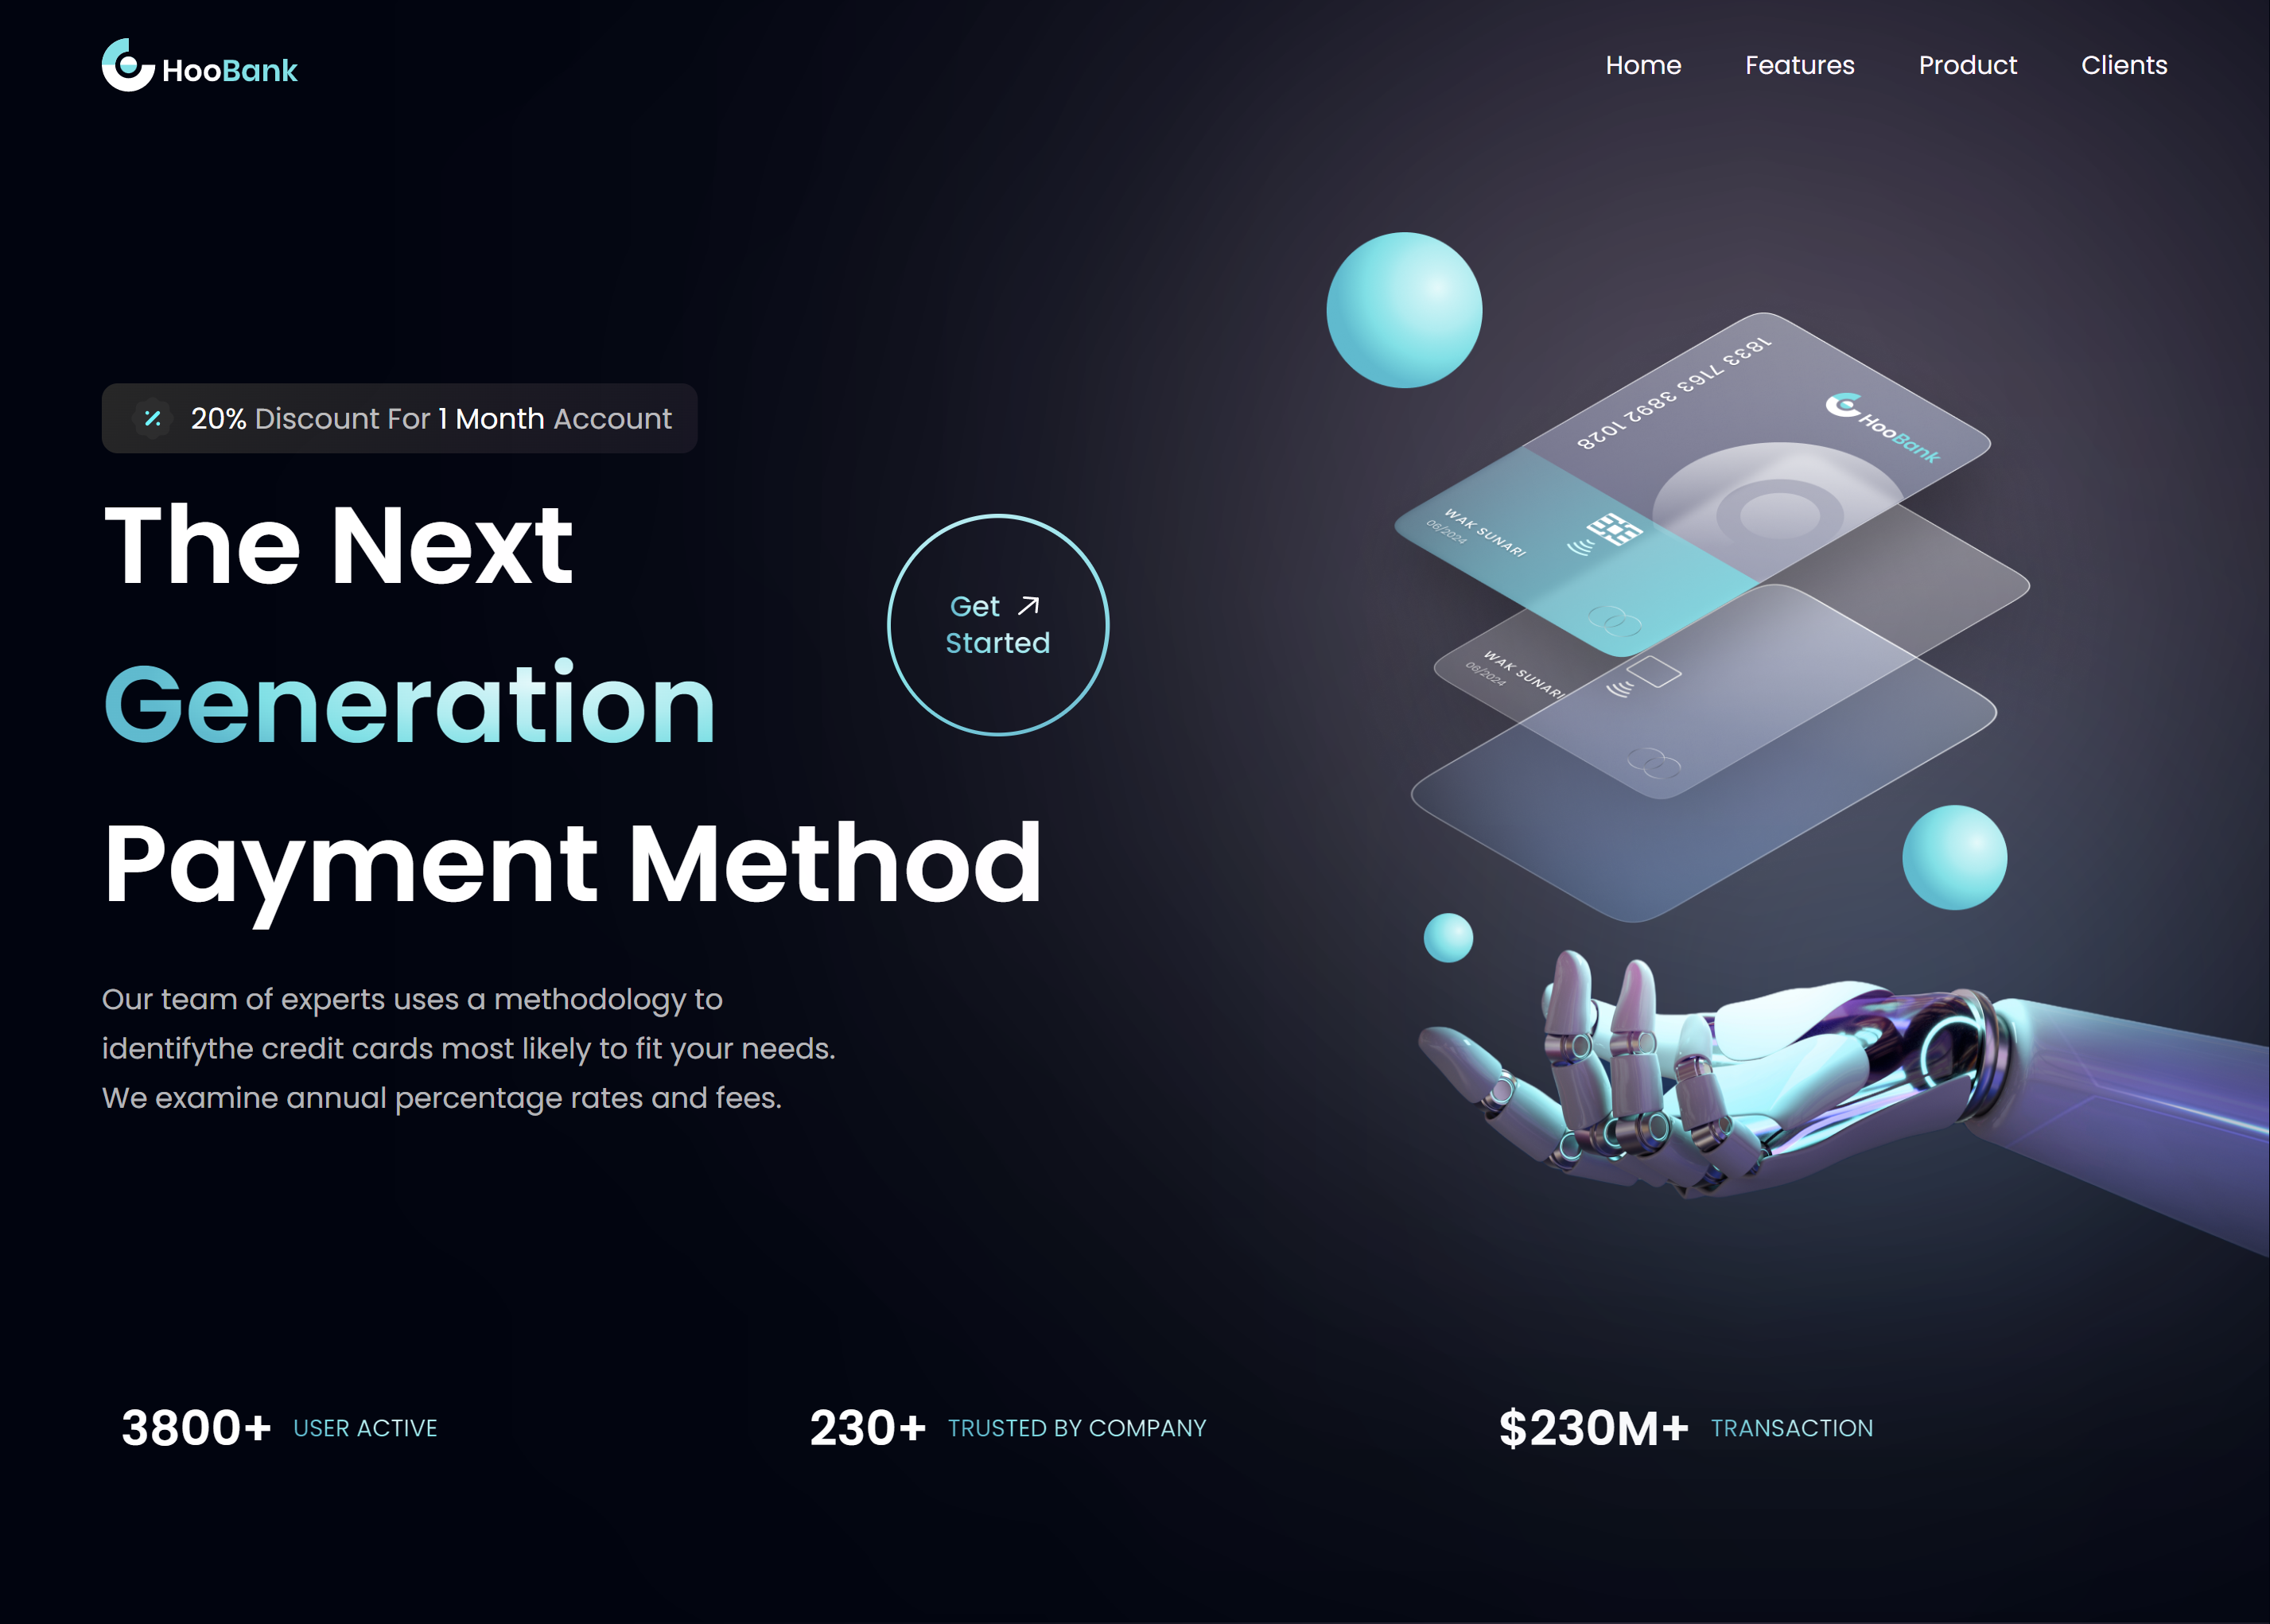 HooBank
Home
Features
Product
Clients
20% Discount For 1 Month Account
The Next
Generation
Payment Method
Get
Started
Our team of experts uses a methodology to
identifythe credit cards most likely to fit your needs.
We examine annual percentage rates and fees.
1833 7163 3892 1028
HooBank
WAK SUNARI
06/2024
WAK SUNARI
06/2024
3800+ USER ACTIVE
230+ TRUSTED BY COMPANY
$230M+ TRANSACTION